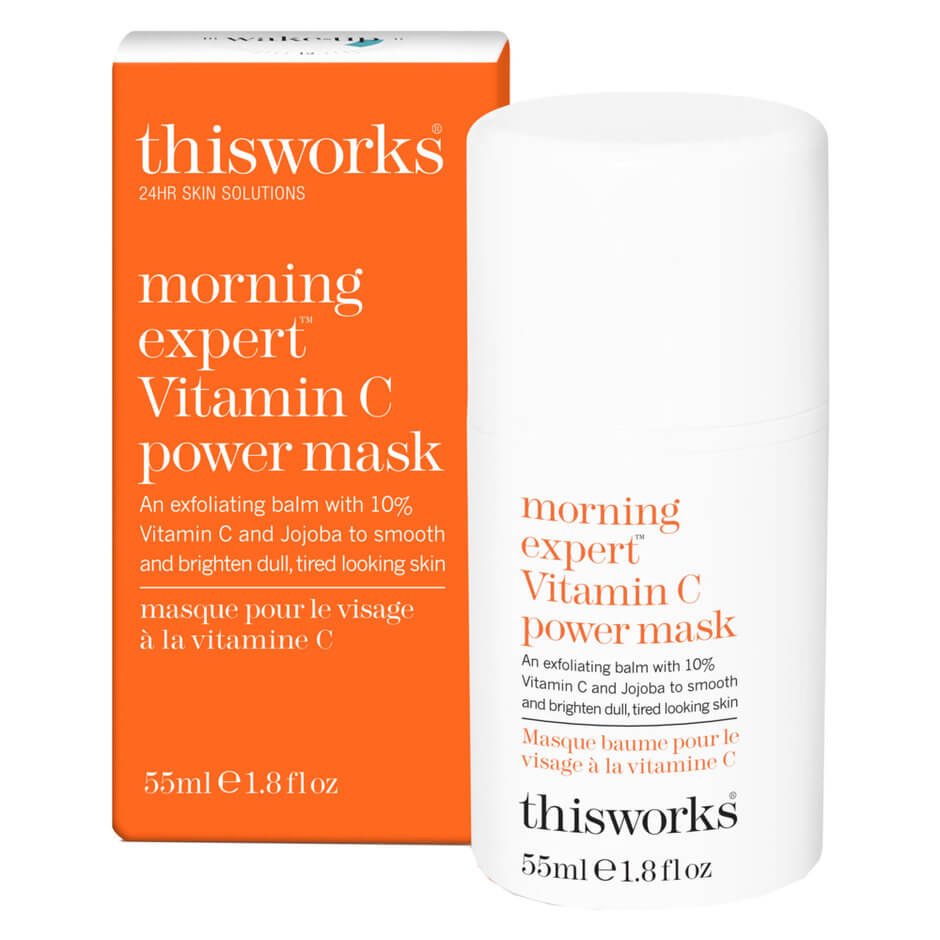 wake-up
thisworks®
24HR SKIN SOLUTIONS
morning
expert™
Vitamin C
power mask
An exfoliating balm with 10%
Vitamin C and Jojoba to smooth
and brighten dull, tired looking skin
masque pour le visage
à la vitamine C
55ml e 1.8 fl oz
morning
expert™
Vitamin C
power mask
An exfoliating balm with 10%
Vitamin C and Jojoba to smooth
and brighten dull, tired looking skin
Masque baume pour le
visage à la vitamine C
thisworks®
55ml e 1.8 fl oz